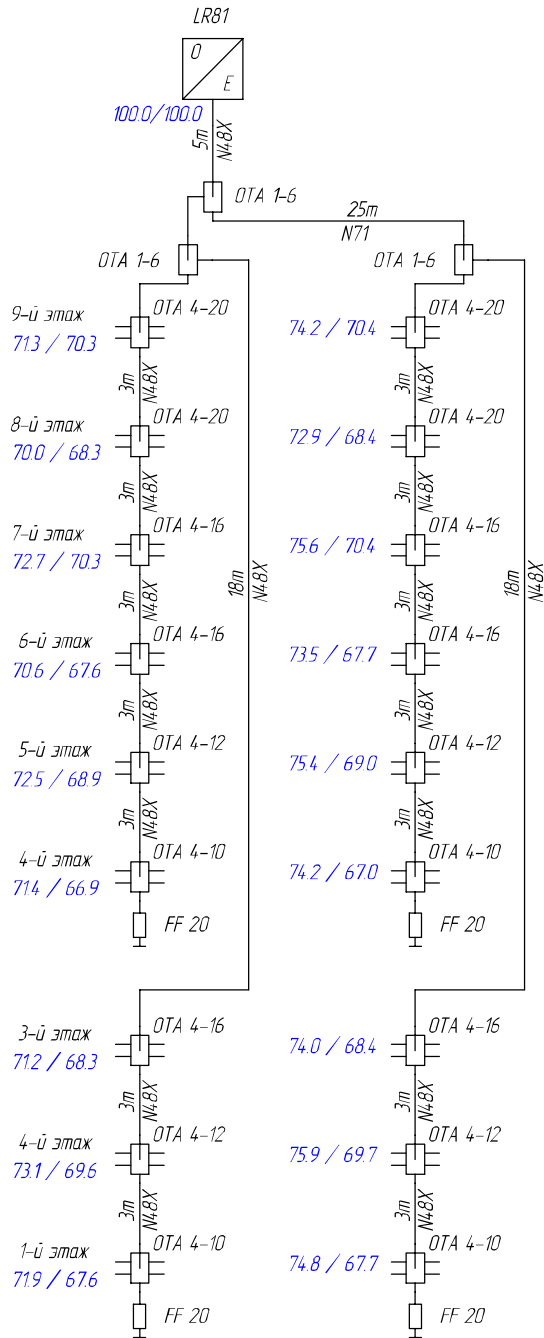 LR81
O
E
100.0/100.0
5m
N48X
OTA 1-6
25m
N71
OTA 1-6
OTA 1-6
9-й этаж
71.3 / 70.3
OTA 4-20
74.2 / 70.4
OTA 4-20
3m
N48X
3m
N48X
8-й этаж
70.0 / 68.3
OTA 4-20
72.9 / 68.4
OTA 4-20
3m
N48X
3m
N48X
7-й этаж
72.7 / 70.3
OTA 4-16
75.6 / 70.4
OTA 4-16
3m
N48X
18m
N48X
3m
N48X
18m
N48X
6-й этаж
70.6 / 67.6
OTA 4-16
73.5 / 67.7
OTA 4-16
3m
N48X
3m
N48X
5-й этаж
72.5 / 68.9
OTA 4-12
75.4 / 69.0
OTA 4-12
3m
N48X
3m
N48X
4-й этаж
71.4 / 66.9
OTA 4-10
74.2 / 67.0
OTA 4-10
FF 20
FF 20
3-й этаж
71.2 / 68.3
OTA 4-16
74.0 / 68.4
OTA 4-16
3m
N48X
3m
N48X
4-й этаж
73.1 / 69.6
OTA 4-12
75.9 / 69.7
OTA 4-12
3m
N48X
3m
N48X
1-й этаж
71.9 / 67.6
OTA 4-10
74.8 / 67.7
OTA 4-10
FF 20
FF 20